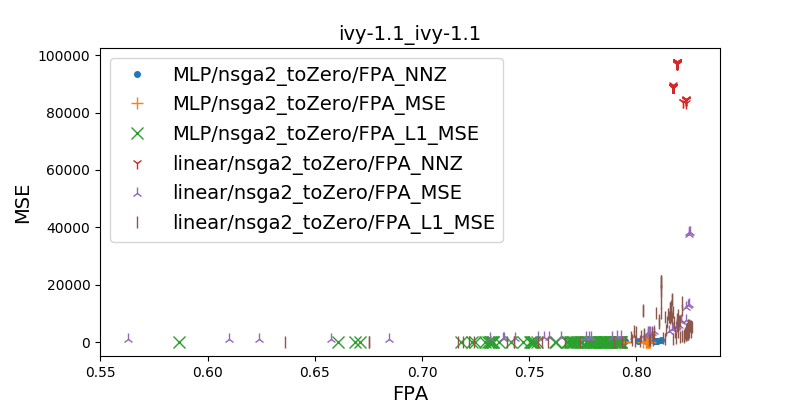 ivy-1.1_ivy-1.1
100000
80000
60000
40000
20000
0
MSE
MLP/nsga2_toZero/FPA_NNZ
MLP/nsga2_toZero/FPA_MSE
MLP/nsga2_toZero/FPA_L1_MSE
linear/nsga2_toZero/FPA_NNZ
linear/nsga2_toZero/FPA_MSE
linear/nsga2_toZero/FPA_L1_MSE
0.55 0.60 0.65 0.70 0.75 0.80
FPA